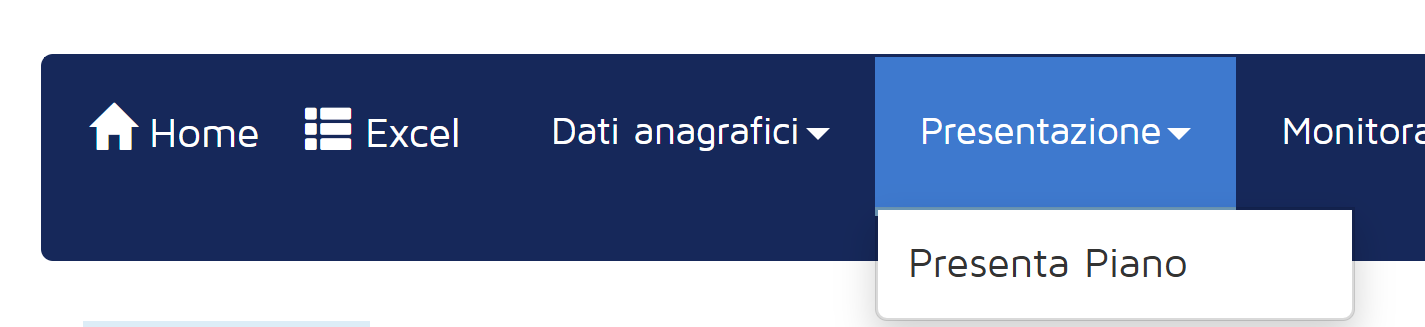 Home Excel Dati anagrafici Presentazione
Presenta Piano